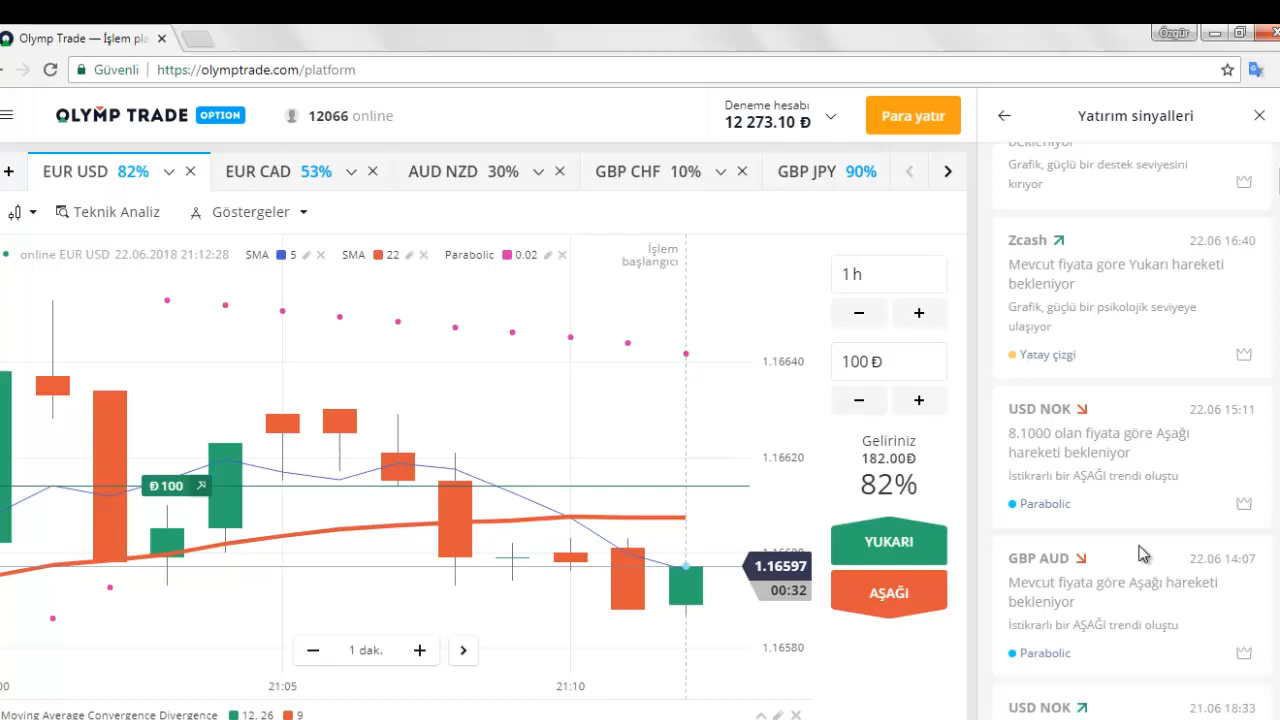 Olymp Trade — İşlem pla
Özgür
Güvenli
https://olymptrade.com/platform
OLYMP TRADE OPTION
12066 online
Deneme hesabı
12 273.10 Đ
Para yatır
Yatırım sinyalleri
EUR USD 82%
EUR CAD 53%
AUD NZD 30%
GBP CHF 10%
GBP JPY 90%
Teknik Analiz
Göstergeler
online EUR USD 22.06.2018 21:12:28
SMA 5
SMA 22
Parabolic 0.02
İşlem
başlangıcı
1.16640
1.16620
1.16600
1.16597
00:32
1.16580
Đ 100
1 dak.
00
21:05
21:10
Moving Average Convergence Divergence 12, 26 9
1 h
100 Đ
Geliriniz
182.00 Đ
82%
YUKARI
AŞAĞI
bekleniyor
Grafik, güçlü bir destek seviyesini
kırıyor
Zcash 22.06 16:40
Mevcut fiyata göre Yukarı hareketi
bekleniyor
Grafik, güçlü bir psikolojik seviyeye
ulaşıyor
Yatay çizgi
USD NOK 22.06 15:11
8.1000 olan fiyata göre Aşağı
hareketi bekleniyor
İstikrarlı bir AŞAĞI trendi oluştu
Parabolic
GBP AUD 22.06 14:07
Mevcut fiyata göre Aşağı hareketi
bekleniyor
İstikrarlı bir AŞAĞI trendi oluştu
Parabolic
USD NOK 21.06 18:33